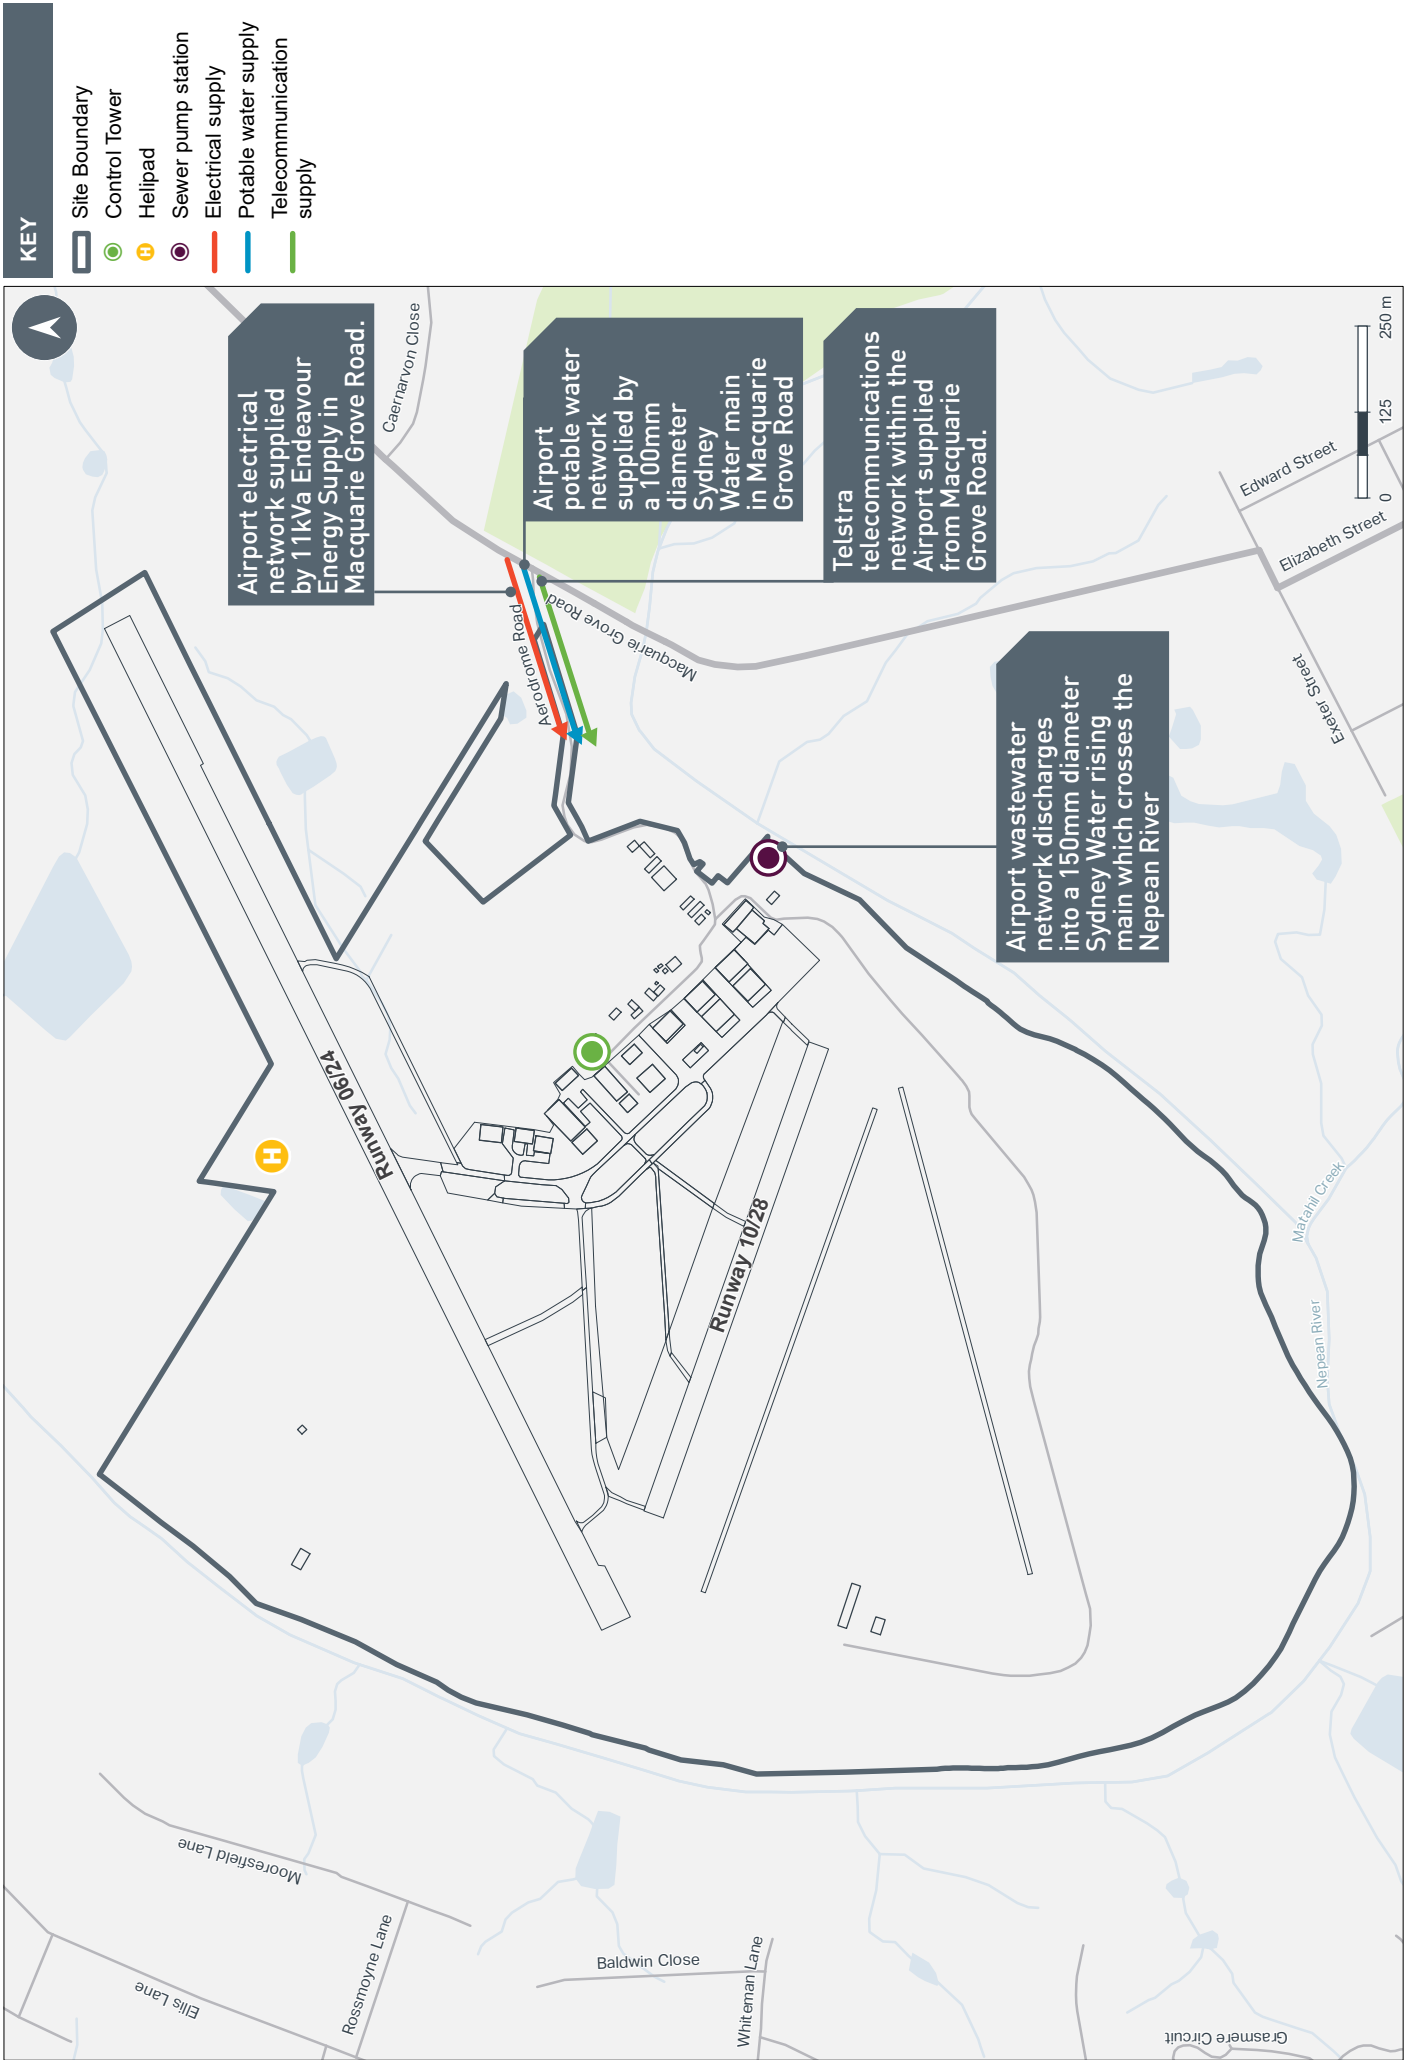 KEY
Site Boundary
Control Tower
H
Helipad
Sewer pump station
Electrical supply
Potable water supply
Telecommunication
supply
Airport electrical
network supplied
by 11kVa Endeavour
Energy Supply in
Macquarie Grove Road.
Caernarvon Close
Airport
potable water
network
supplied by
a 100mm
diameter
Sydney
Water main
in Macquarie
Grove Road
Telstra
telecommunications
network within the
Airport supplied
from Macquarie
Grove Road.
Aerodrome Road
Macquarie Grove Road
Airport wastewater
network discharges
into a 150mm diameter
Sydney Water rising
main which crosses the
Nepean River
Edward Street
Elizabeth Street
Exeter Street
0
125
250 m
Runway 06/24
H
Runway 10/28
Matahil Creek
Nepean River
Mooresfield Lane
Ellis Lane
Rossmoyne Lane
Baldwin Close
Whiteman Lane
Grasmere Circuit